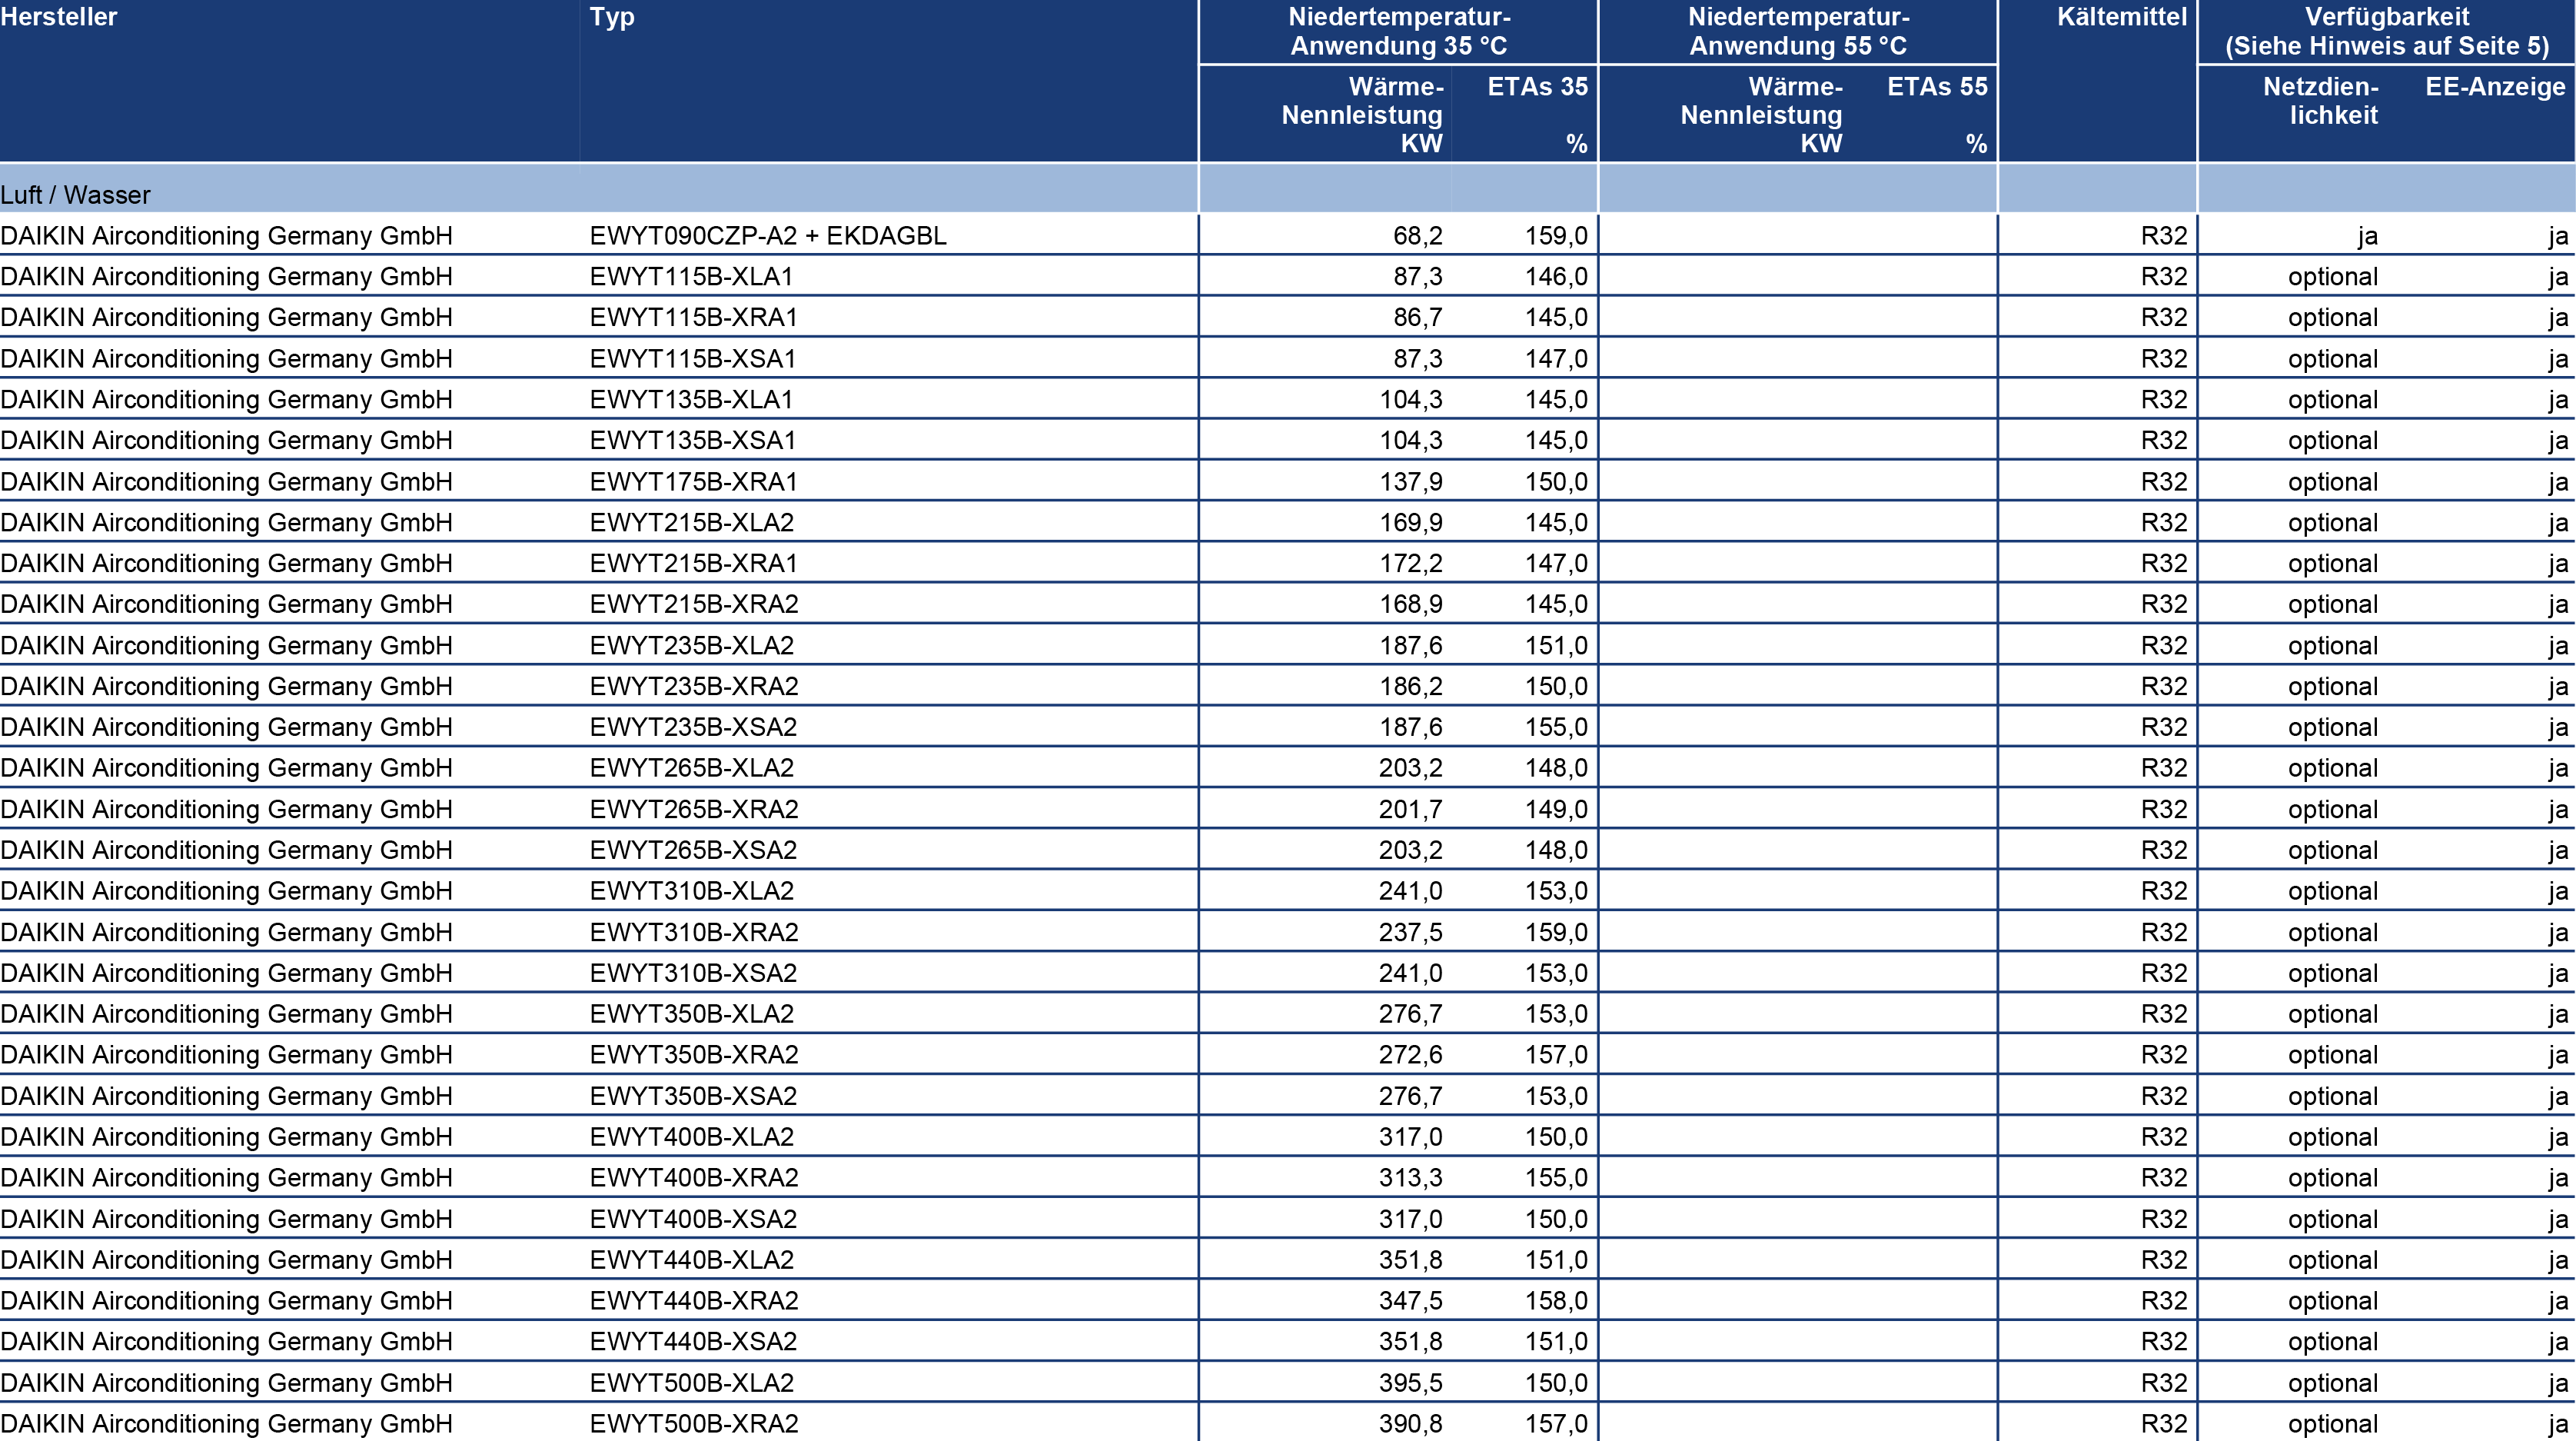 Hersteller Typ Niedertemperatur- Niedertemperatur- Kältemittel Verfügbarkeit
Anwendung 35 °C Anwendung 55 °C (Siehe Hinweis auf Seite 5)
Wärme- ETAs 35 Wärme- ETAs 55 Netzdien- EE-Anzeige
Nennleistung Nennleistung lichkeit
KW % KW %
Luft / Wasser
DAIKIN Airconditioning Germany GmbH EWYT090CZP-A2 + EKDAGBL 68,2 159,0 R32 ja ja
DAIKIN Airconditioning Germany GmbH EWYT115B-XLA1 87,3 146,0 R32 optional ja
DAIKIN Airconditioning Germany GmbH EWYT115B-XRA1 86,7 145,0 R32 optional ja
DAIKIN Airconditioning Germany GmbH EWYT115B-XSA1 87,3 147,0 R32 optional ja
DAIKIN Airconditioning Germany GmbH EWYT135B-XLA1 104,3 145,0 R32 optional ja
DAIKIN Airconditioning Germany GmbH EWYT135B-XSA1 104,3 145,0 R32 optional ja
DAIKIN Airconditioning Germany GmbH EWYT175B-XRA1 137,9 150,0 R32 optional ja
DAIKIN Airconditioning Germany GmbH EWYT215B-XLA2 169,9 145,0 R32 optional ja
DAIKIN Airconditioning Germany GmbH EWYT215B-XRA1 172,2 147,0 R32 optional ja
DAIKIN Airconditioning Germany GmbH EWYT215B-XRA2 168,9 145,0 R32 optional ja
DAIKIN Airconditioning Germany GmbH EWYT235B-XLA2 187,6 151,0 R32 optional ja
DAIKIN Airconditioning Germany GmbH EWYT235B-XRA2 186,2 150,0 R32 optional ja
DAIKIN Airconditioning Germany GmbH EWYT235B-XSA2 187,6 155,0 R32 optional ja
DAIKIN Airconditioning Germany GmbH EWYT265B-XLA2 203,2 148,0 R32 optional ja
DAIKIN Airconditioning Germany GmbH EWYT265B-XRA2 201,7 149,0 R32 optional ja
DAIKIN Airconditioning Germany GmbH EWYT265B-XSA2 203,2 148,0 R32 optional ja
DAIKIN Airconditioning Germany GmbH EWYT310B-XLA2 241,0 153,0 R32 optional ja
DAIKIN Airconditioning Germany GmbH EWYT310B-XRA2 237,5 159,0 R32 optional ja
DAIKIN Airconditioning Germany GmbH EWYT310B-XSA2 241,0 153,0 R32 optional ja
DAIKIN Airconditioning Germany GmbH EWYT350B-XLA2 276,7 153,0 R32 optional ja
DAIKIN Airconditioning Germany GmbH EWYT350B-XRA2 272,6 157,0 R32 optional ja
DAIKIN Airconditioning Germany GmbH EWYT350B-XSA2 276,7 153,0 R32 optional ja
DAIKIN Airconditioning Germany GmbH EWYT400B-XLA2 317,0 150,0 R32 optional ja
DAIKIN Airconditioning Germany GmbH EWYT400B-XRA2 313,3 155,0 R32 optional ja
DAIKIN Airconditioning Germany GmbH EWYT400B-XSA2 317,0 150,0 R32 optional ja
DAIKIN Airconditioning Germany GmbH EWYT440B-XLA2 351,8 151,0 R32 optional ja
DAIKIN Airconditioning Germany GmbH EWYT440B-XRA2 347,5 158,0 R32 optional ja
DAIKIN Airconditioning Germany GmbH EWYT440B-XSA2 351,8 151,0 R32 optional ja
DAIKIN Airconditioning Germany GmbH EWYT500B-XLA2 395,5 150,0 R32 optional ja
DAIKIN Airconditioning Germany GmbH EWYT500B-XRA2 390,8 157,0 R32 optional ja